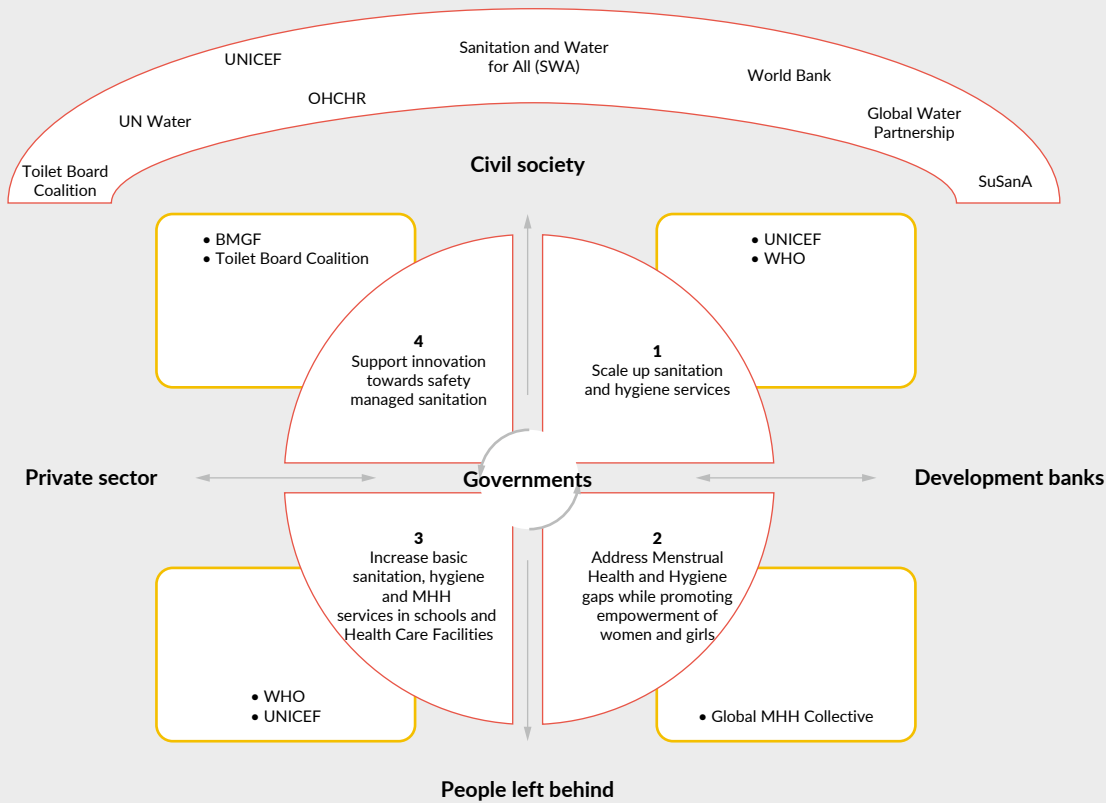 UNICEF
Sanitation and Water
for All (SWA)
World Bank
OHCHR
UN Water
Global Water
Partnership
Toilet Board
Coalition
SuSanA
Civil society
• BMGF
• Toilet Board Coalition
• UNICEF
• WHO
4
Support innovation
towards safety
managed sanitation
1
Scale up sanitation
and hygiene services
Private sector
Governments
Development banks
3
Increase basic
sanitation, hygiene
and MHH
services in schools and
Health Care Facilities
2
Address Menstrual
Health and Hygiene
gaps while promoting
empowerment of
women and girls
• WHO
• UNICEF
• Global MHH Collective
People left behind